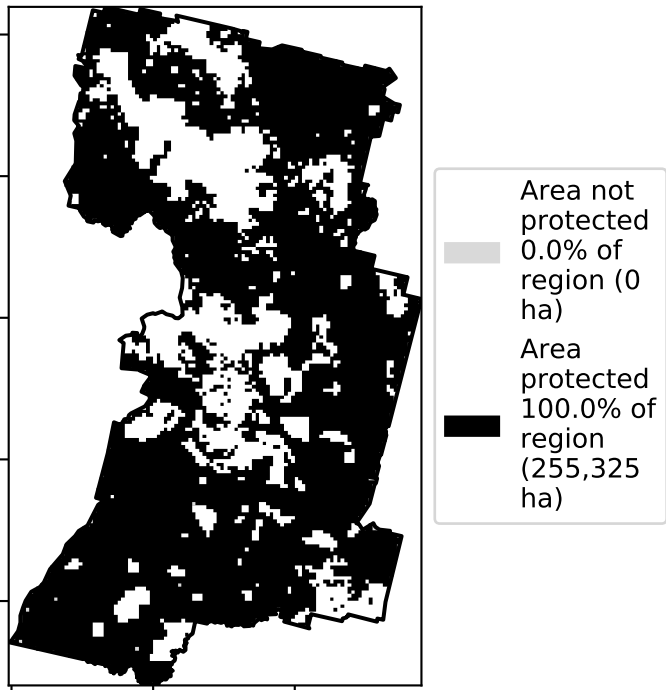 Area not
protected
0.0% of
region (0
ha)
Area
protected
100.0% of
region
(255,325
ha)